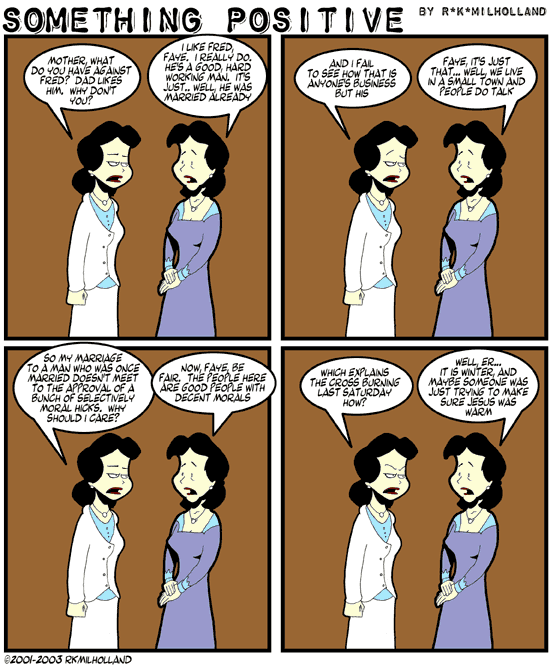 SOMETHING POSITIVE BY R*K*MILHOLLAND
MOTHER, WHAT
DO YOU HAVE AGAINST
FRED? DAD LIKES
HIM. WHY DON'T
YOU?
I LIKE FRED,
FAYE. I REALLY DO.
HE'S A GOOD, HARD
WORKING MAN. IT'S
JUST.. WELL, HE WAS
MARRIED ALREADY
AND I FAIL
TO SEE HOW THAT IS
ANYONE'S BUSINESS
BUT HIS
FAYE, IT'S JUST
THAT... WELL, WE LIVE
IN A SMALL TOWN AND
PEOPLE DO TALK
SO MY MARRIAGE
TO A MAN WHO WAS ONCE
MARRIED DOESN'T MEET
TO THE APPROVAL OF A
BUNCH OF SELECTIVELY
MORAL HICKS. WHY
SHOULD I CARE?
NOW, FAYE, BE
FAIR. THE PEOPLE HERE
ARE GOOD PEOPLE WITH
DECENT MORALS
WHICH EXPLAINS
THE CROSS BURNING
LAST SATURDAY
HOW?
WELL, ER...
IT IS WINTER, AND
MAYBE SOMEONE WAS
JUST TRYING TO MAKE
SURE JESUS WAS
WARM
©2001-2003 RKMILHOLLAND